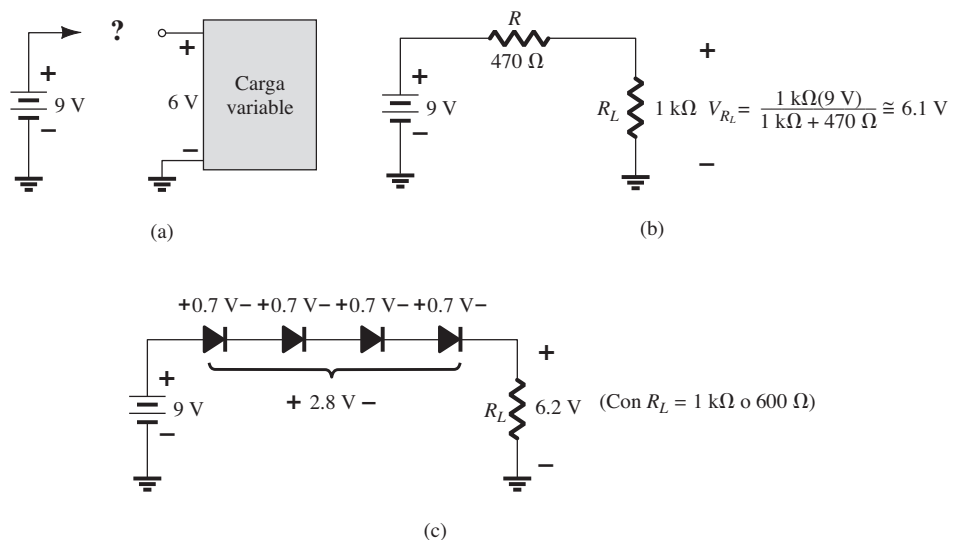 ?
+
9 V
−
+
6 V
−
Carga
variable
(a)
R
470 Ω
+
9 V
−
R_L
1 kΩ
+
V_{R_L} = 1 kΩ(9 V) / 1 kΩ + 470 Ω ≅ 6.1 V
−
(b)
+0.7 V− +0.7 V− +0.7 V− +0.7 V−
+ 2.8 V −
+
9 V
−
R_L
+
6.2 V
−
(Con R_L = 1 kΩ o 600 Ω)
(c)